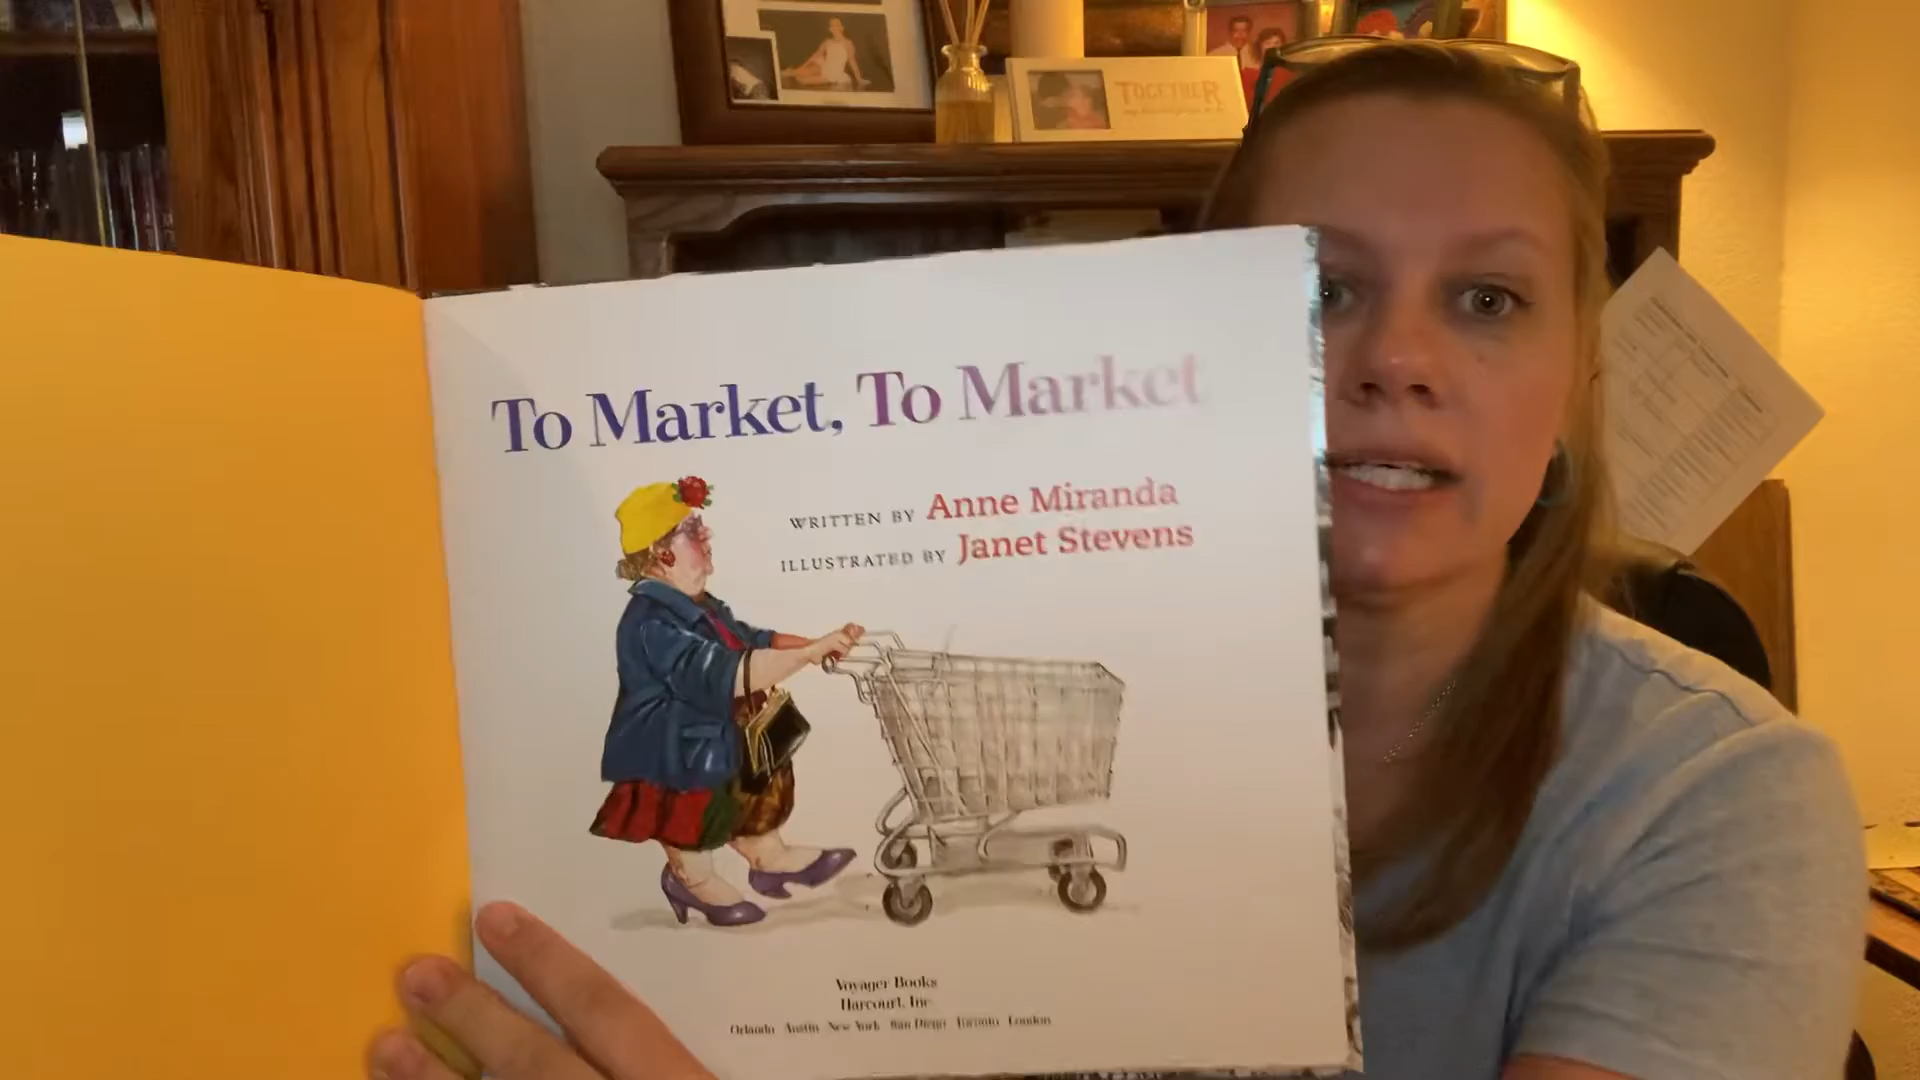 TOGETHER
To Market, To Market
WRITTEN BY Anne Miranda
ILLUSTRATED BY Janet Stevens
Voyager Books
Harcourt, Inc.
Orlando Austin New York San Diego Toronto London